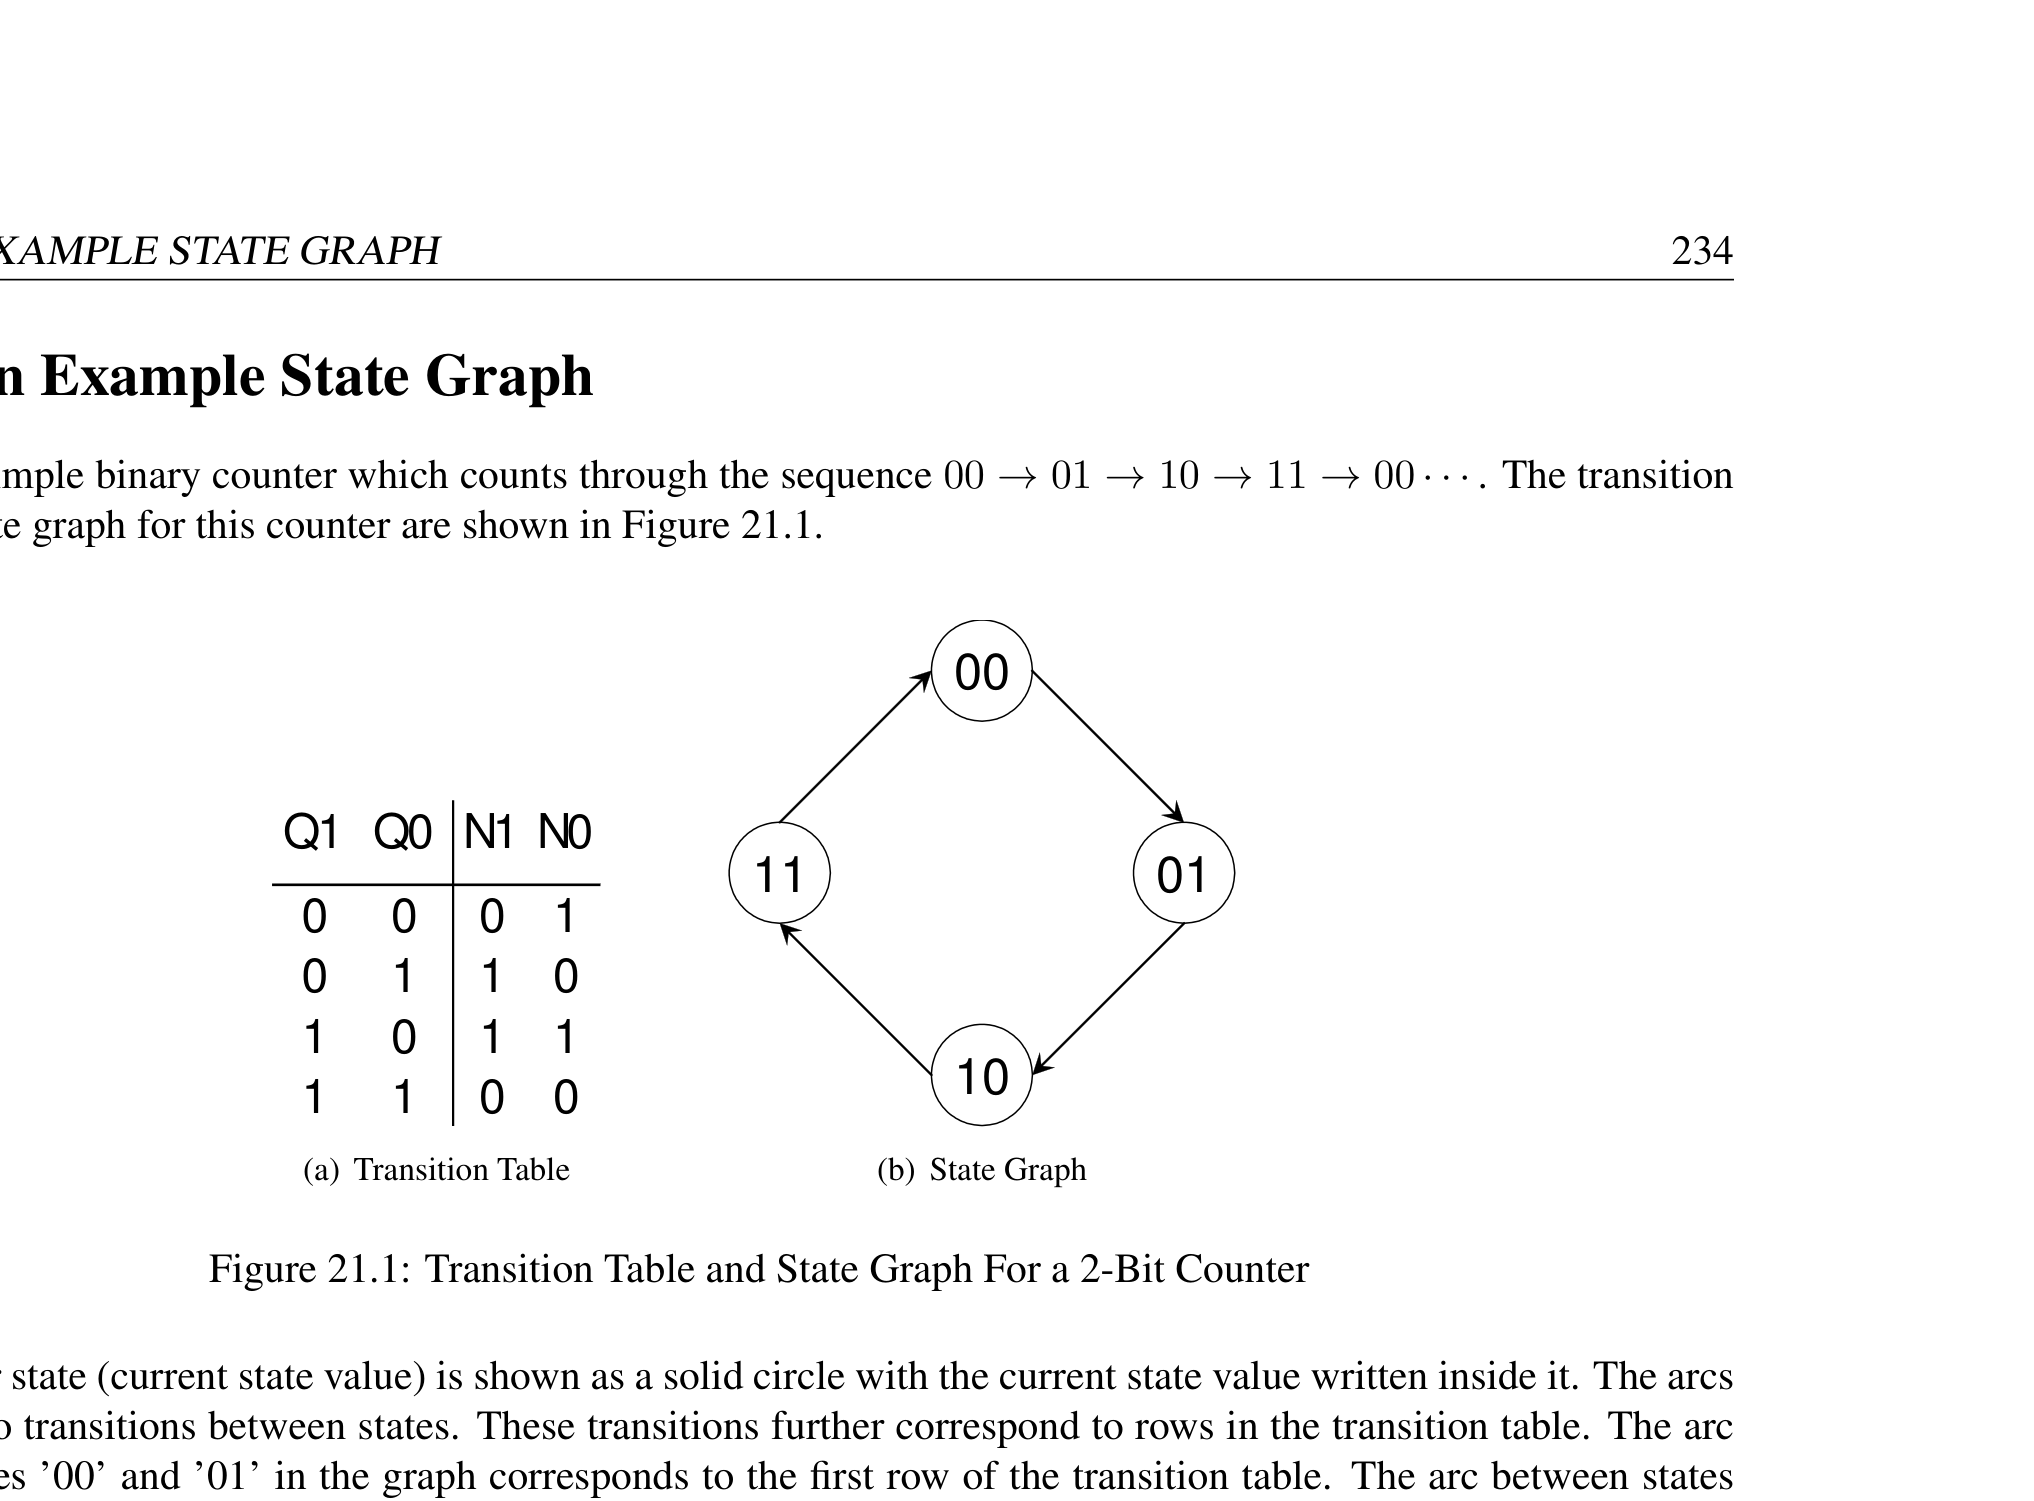 XAMPLE STATE GRAPH 234
n Example State Graph
mple binary counter which counts through the sequence 00 → 01 → 10 → 11 → 00 · · · . The transition
te graph for this counter are shown in Figure 21.1.
Q1 Q0 N1 N0
0 0 0 1
0 1 1 0
1 0 1 1
1 1 0 0
(a) Transition Table
00
11 01
10
(b) State Graph
Figure 21.1: Transition Table and State Graph For a 2-Bit Counter
state (current state value) is shown as a solid circle with the current state value written inside it. The arcs
o transitions between states. These transitions further correspond to rows in the transition table. The arc
es ’00’ and ’01’ in the graph corresponds to the first row of the transition table. The arc between states